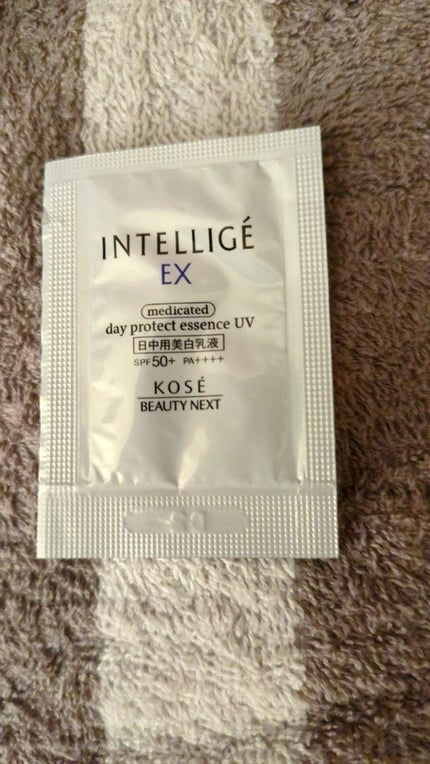 INTELLIGÉ
EX
medicated
day protect essence UV
日中用美白乳液
SPF50+ PA++++
KOSÉ
BEAUTY NEXT